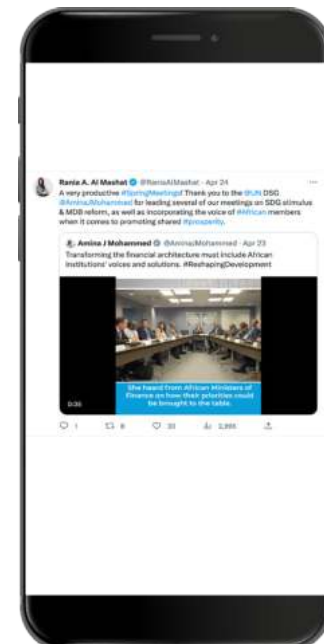 Rania A. Al Mashat @RaniaAlMashat · Apr 24
A very productive #SpringMeetings! Thank you to the @UN DSG
@AminaJMohammed for leading several of our meetings on SDG stimulus
& MDB reform, as well as incorporating the voice of #African members
when it comes to promoting shared #prosperity.
Amina J Mohammed @AminaJMohammed · Apr 23
Transforming the financial architecture must include African
institutions' voices and solutions. #ReshapingDevelopment
She heard from African Ministers of
Finance on how their priorities could
be brought to the table.
0:35